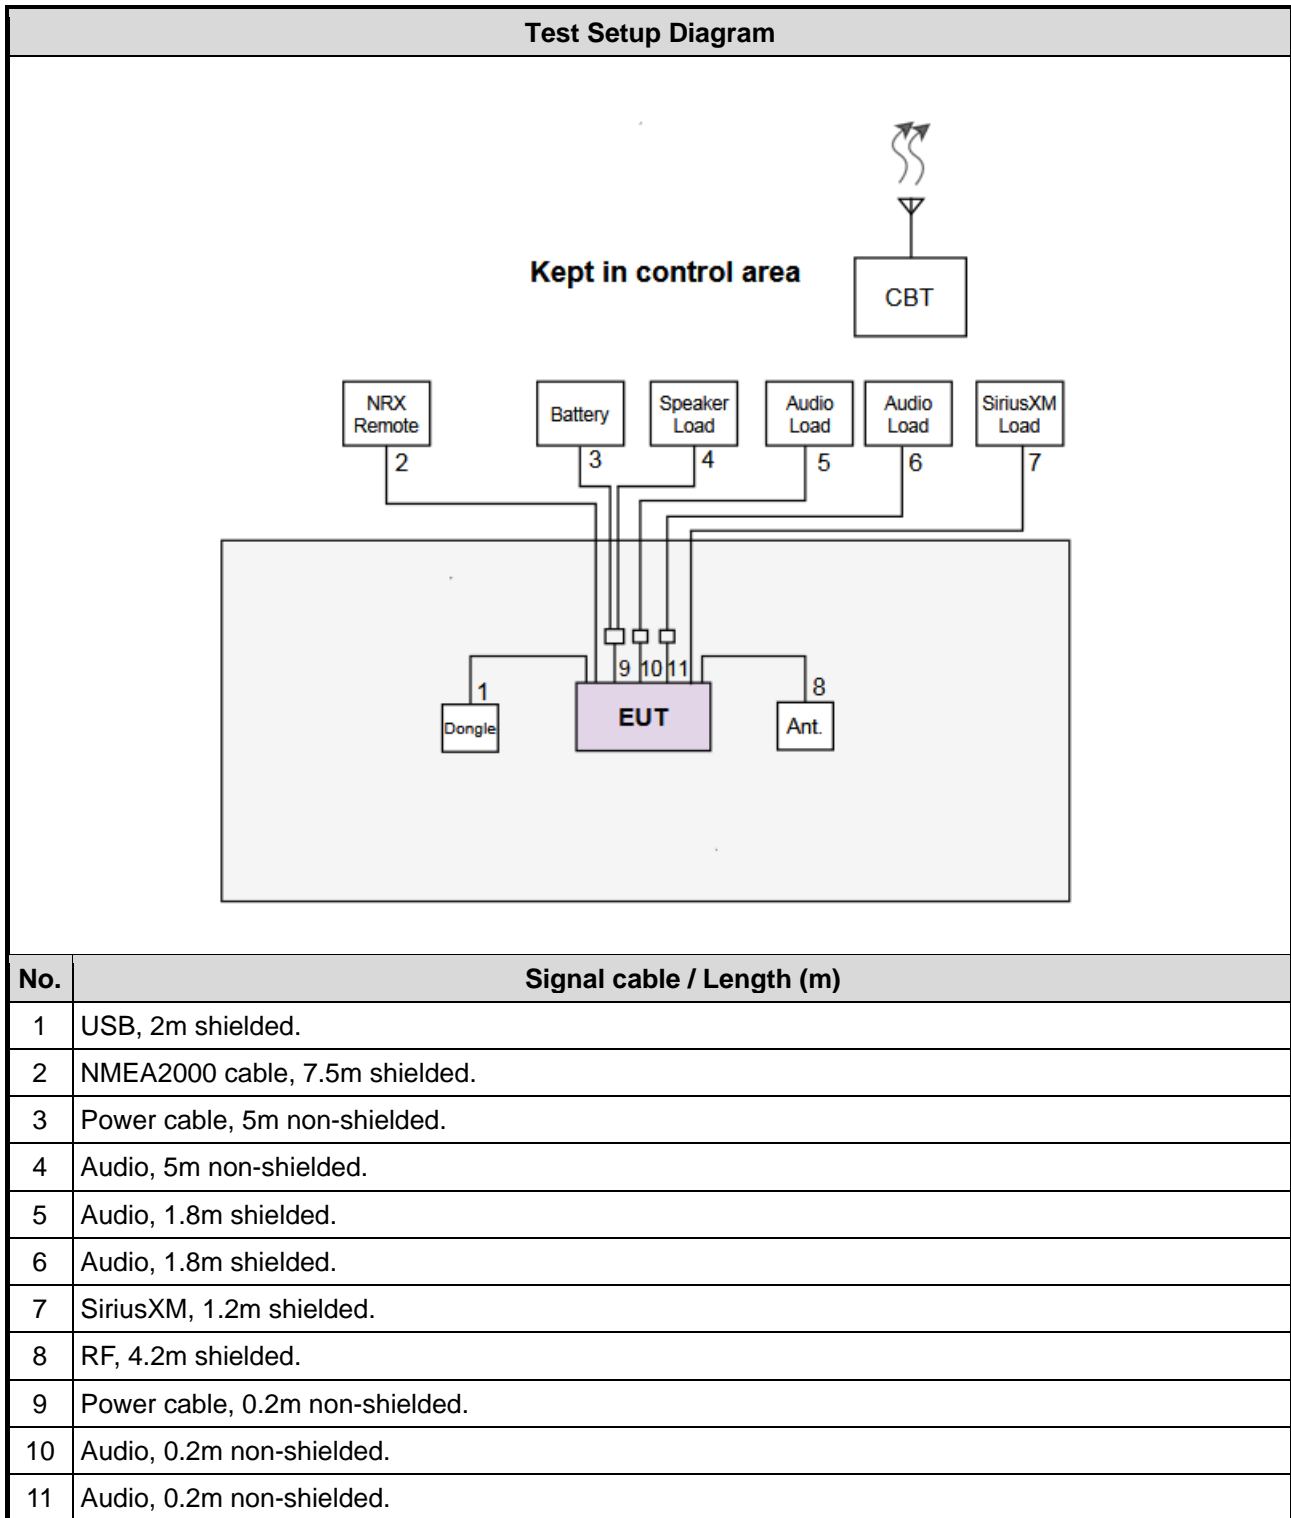 Test Setup Diagram
Kept in control area
CBT
NRX
Remote
Battery
Speaker
Load
Audio
Load
Audio
Load
SiriusXM
Load
2
3
4
5
6
7
9
10
11
1
8
Dongle
EUT
Ant.
No. Signal cable / Length (m)
1 USB, 2m shielded.
2 NMEA2000 cable, 7.5m shielded.
3 Power cable, 5m non-shielded.
4 Audio, 5m non-shielded.
5 Audio, 1.8m shielded.
6 Audio, 1.8m shielded.
7 SiriusXM, 1.2m shielded.
8 RF, 4.2m shielded.
9 Power cable, 0.2m non-shielded.
10 Audio, 0.2m non-shielded.
11 Audio, 0.2m non-shielded.